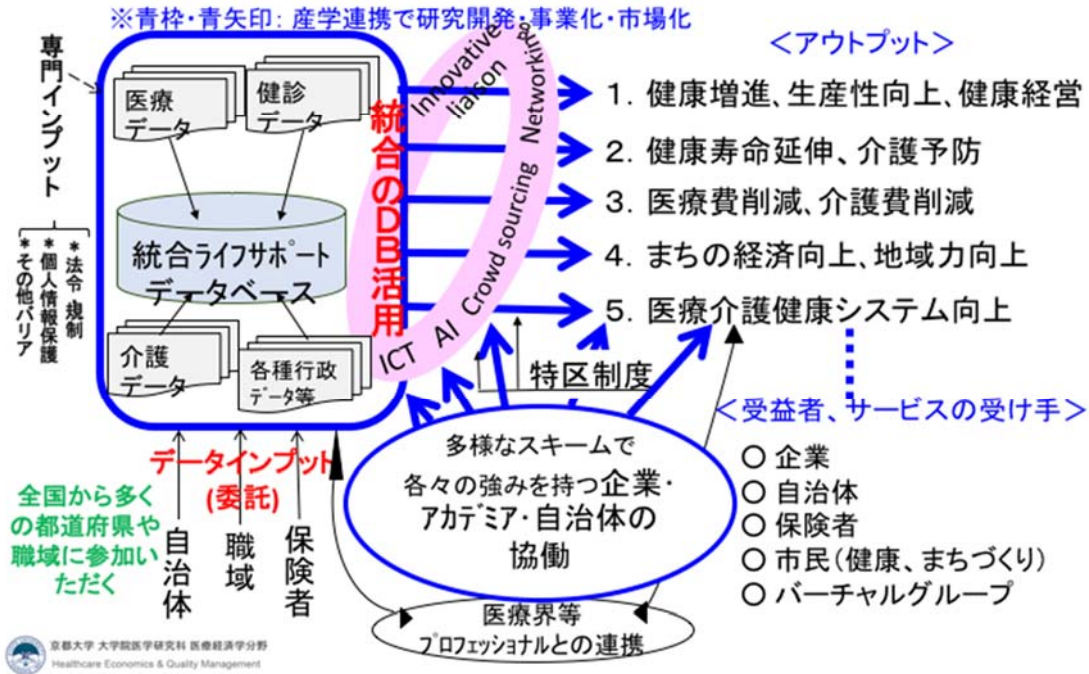 ※青枠・青矢印: 産学連携で研究開発・事業化・市場化
専門インプット
*法令 規制
*個人情報保護
*その他バリア
医療
データ
健診
データ
統合ライフサポート
データベース
介護
データ
各種行政
ﾃﾞｰﾀ等
統合のDB活用
Innovative
liaison
Networking
Crowd sourcing
AI
ICT
<アウトプット>
1. 健康増進、生産性向上、健康経営
2. 健康寿命延伸、介護予防
3. 医療費削減、介護費削減
4. まちの経済向上、地域力向上
5. 医療介護健康システム向上
特区制度
<受益者、サービスの受け手>
○ 企業
○ 自治体
○ 保険者
○ 市民(健康、まちづくり)
○ バーチャルグループ
多様なスキームで
各々の強みを持つ企業・
アカデミア・自治体の
協働
医療界等
プロフェッショナルとの連携
データインプット
(委託)
全国から多く
の都道府県や
職域に参加い
ただく
自治体
職域
保険者
京都大学 大学院医学研究科 医療経済学分野
Healthcare Economics & Quality Management